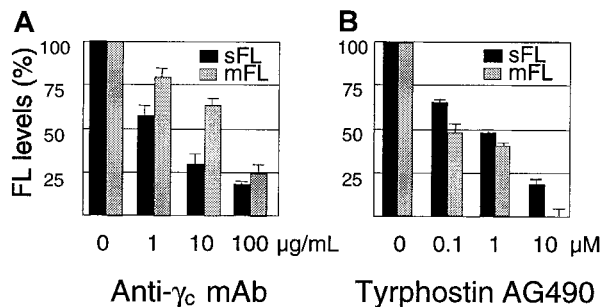 A
B
FL levels (%)
100
75
50
25
sFL
mFL
0 1 10 100 µg/mL
Anti-γc mAb
100
75
50
25
sFL
mFL
0 0.1 1 10 µM
Tyrphostin AG490